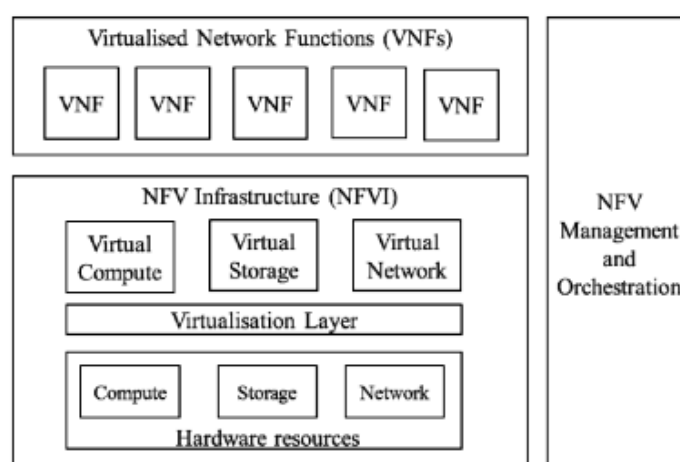 Virtualised Network Functions (VNFs)
VNF
VNF
VNF
VNF
VNF
NFV Infrastructure (NFVI)
Virtual
Compute
Virtual
Storage
Virtual
Network
Virtualisation Layer
Compute
Storage
Network
Hardware resources
NFV
Management
and
Orchestration